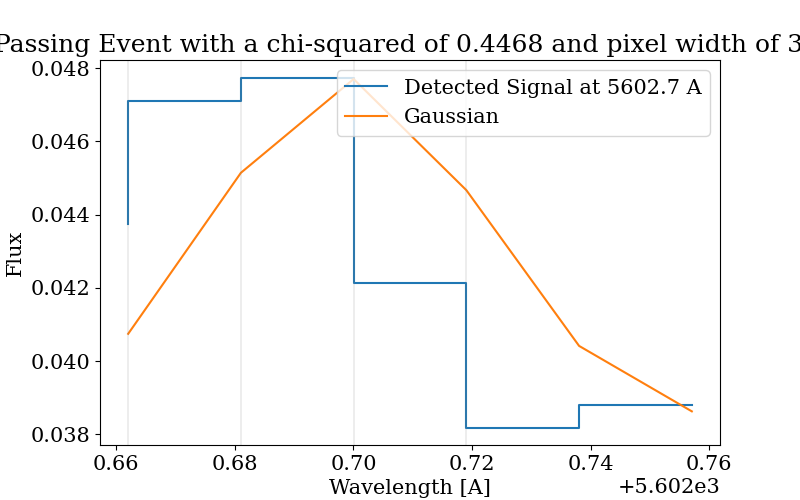 Passing Event with a chi-squared of 0.4468 and pixel width of 3
Detected Signal at 5602.7 A
Gaussian
Flux
0.048
0.046
0.044
0.042
0.040
0.038
0.66 0.68 0.70 0.72 0.74 0.76
Wavelength [A]
+5.602e3